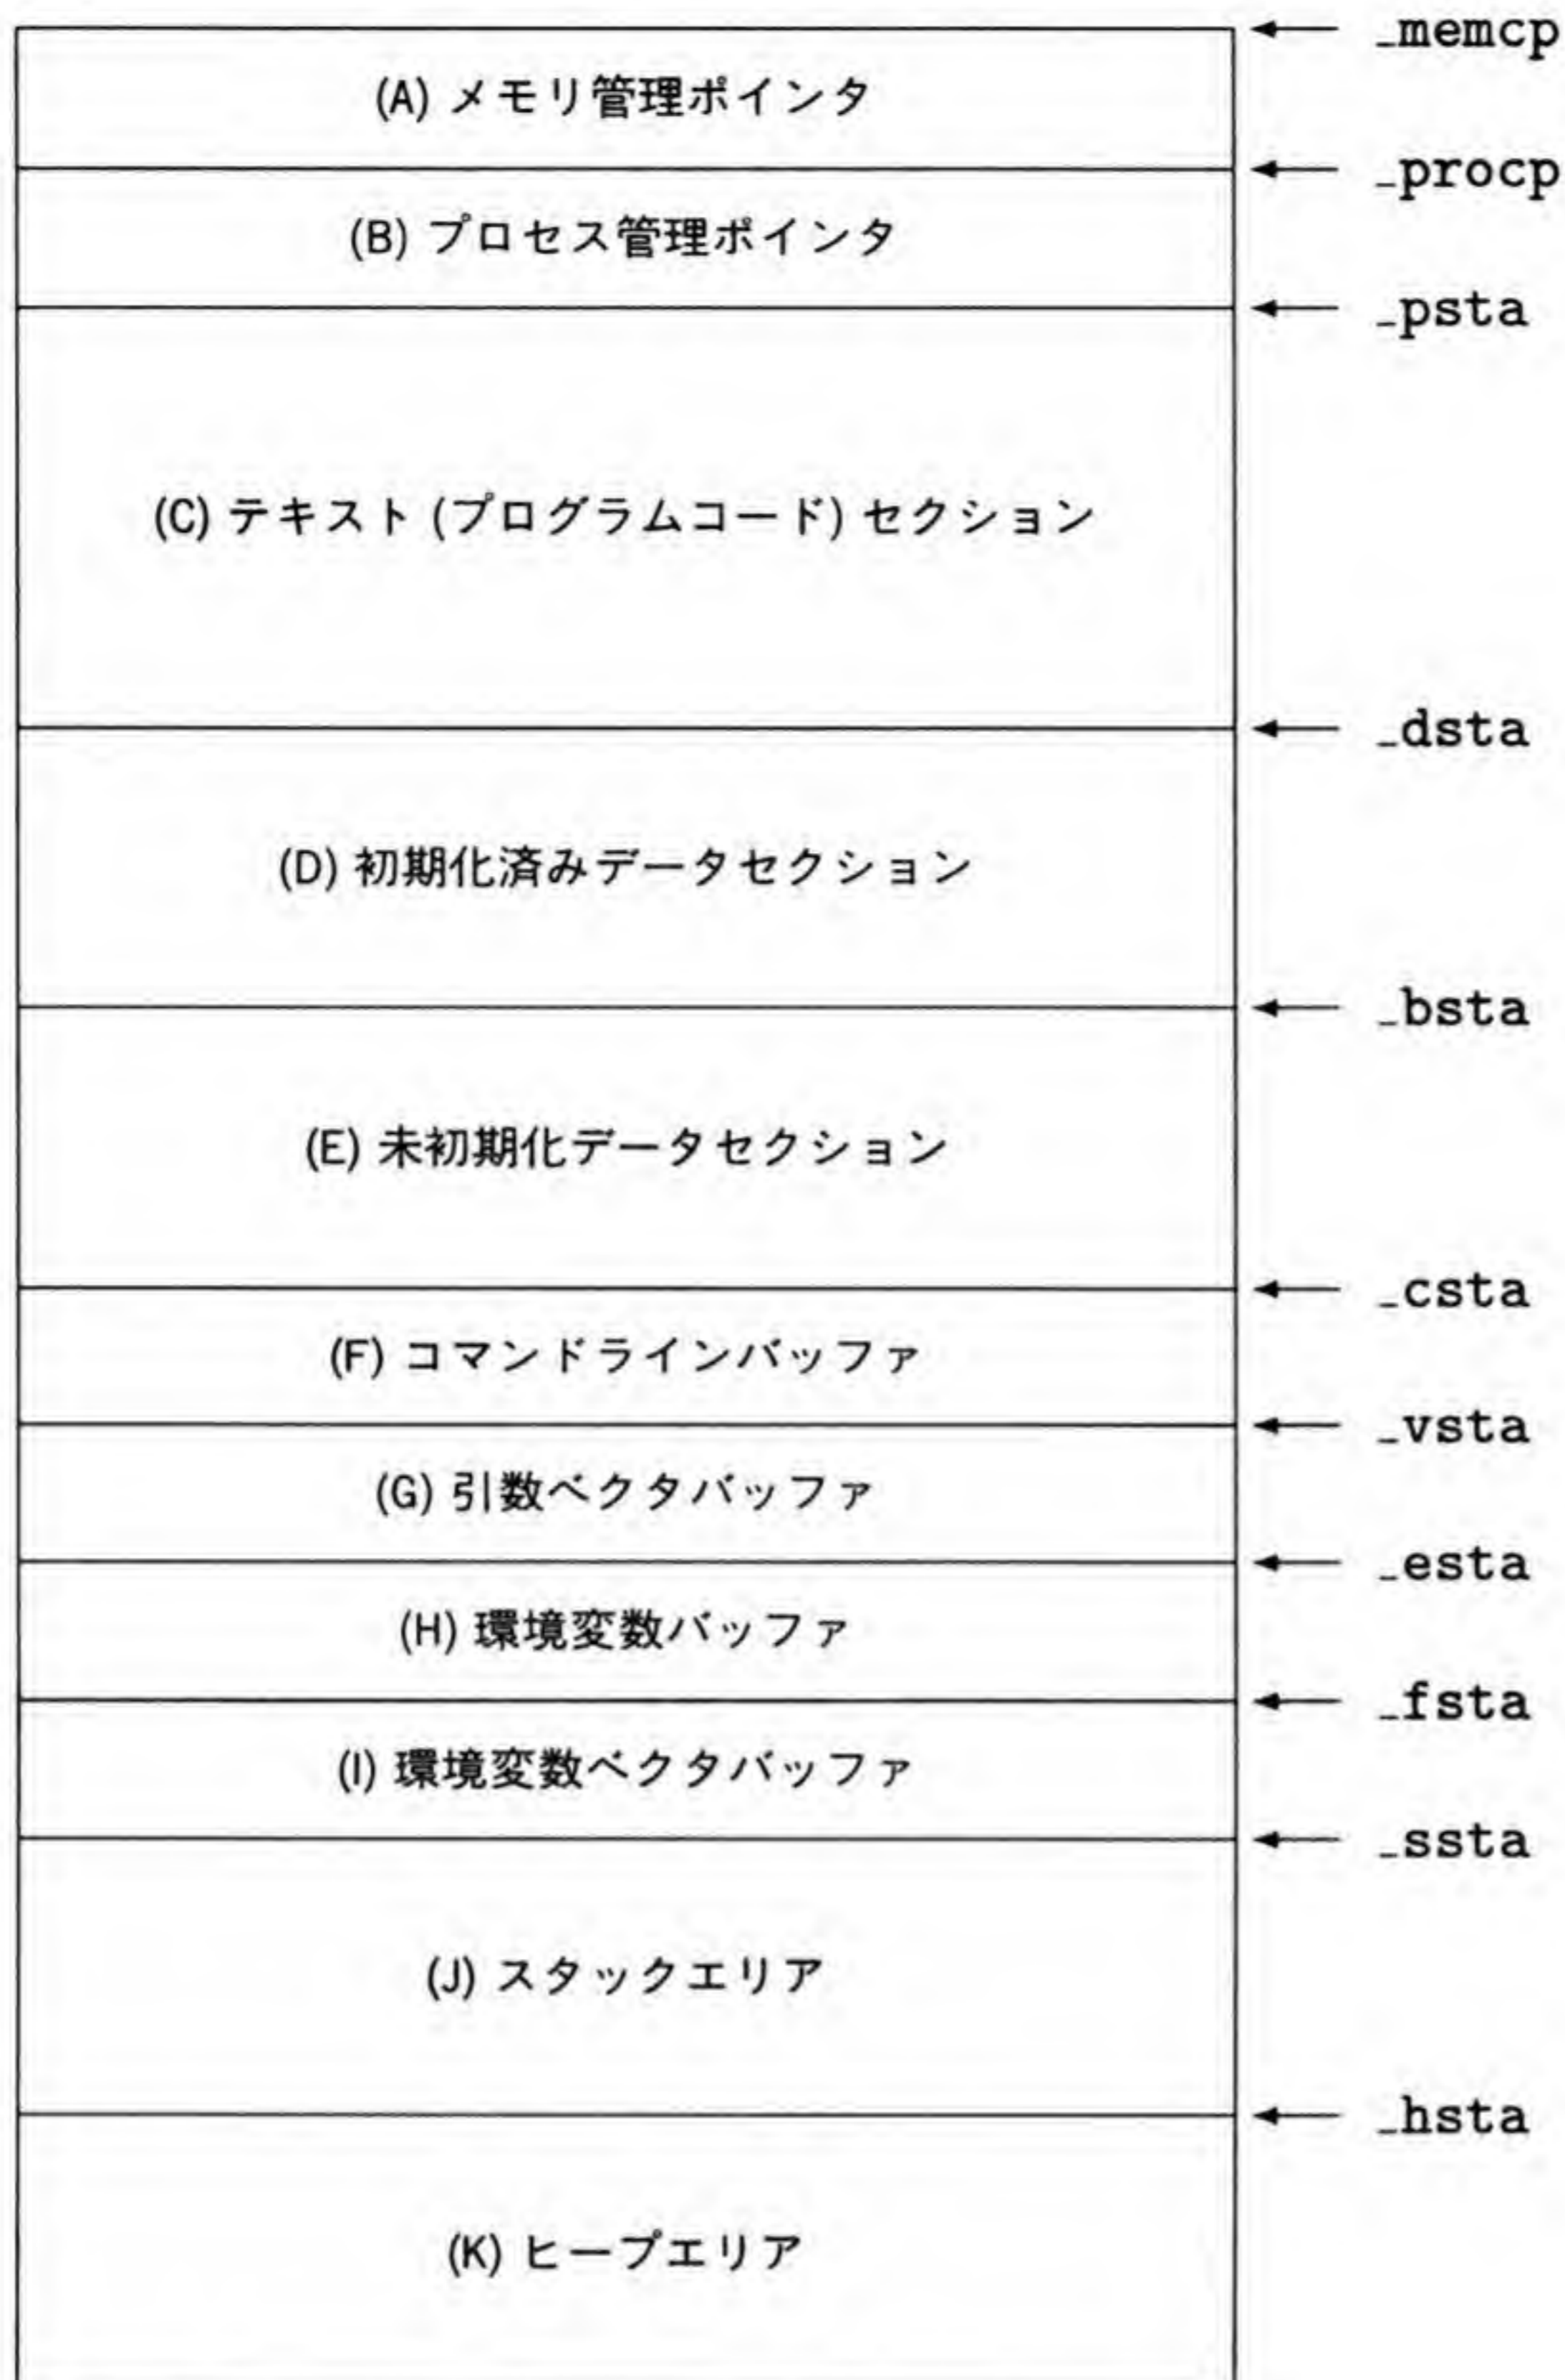 _memcp
(A) メモリ管理ポインタ
_procp
(B) プロセス管理ポインタ
_psta
(C) テキスト (プログラムコード) セクション
_dsta
(D) 初期化済みデータセクション
_bsta
(E) 未初期化データセクション
_csta
(F) コマンドラインバッファ
_vsta
(G) 引数ベクタバッファ
_esta
(H) 環境変数バッファ
_fsta
(I) 環境変数ベクタバッファ
_ssta
(J) スタックエリア
_hsta
(K) ヒープエリア